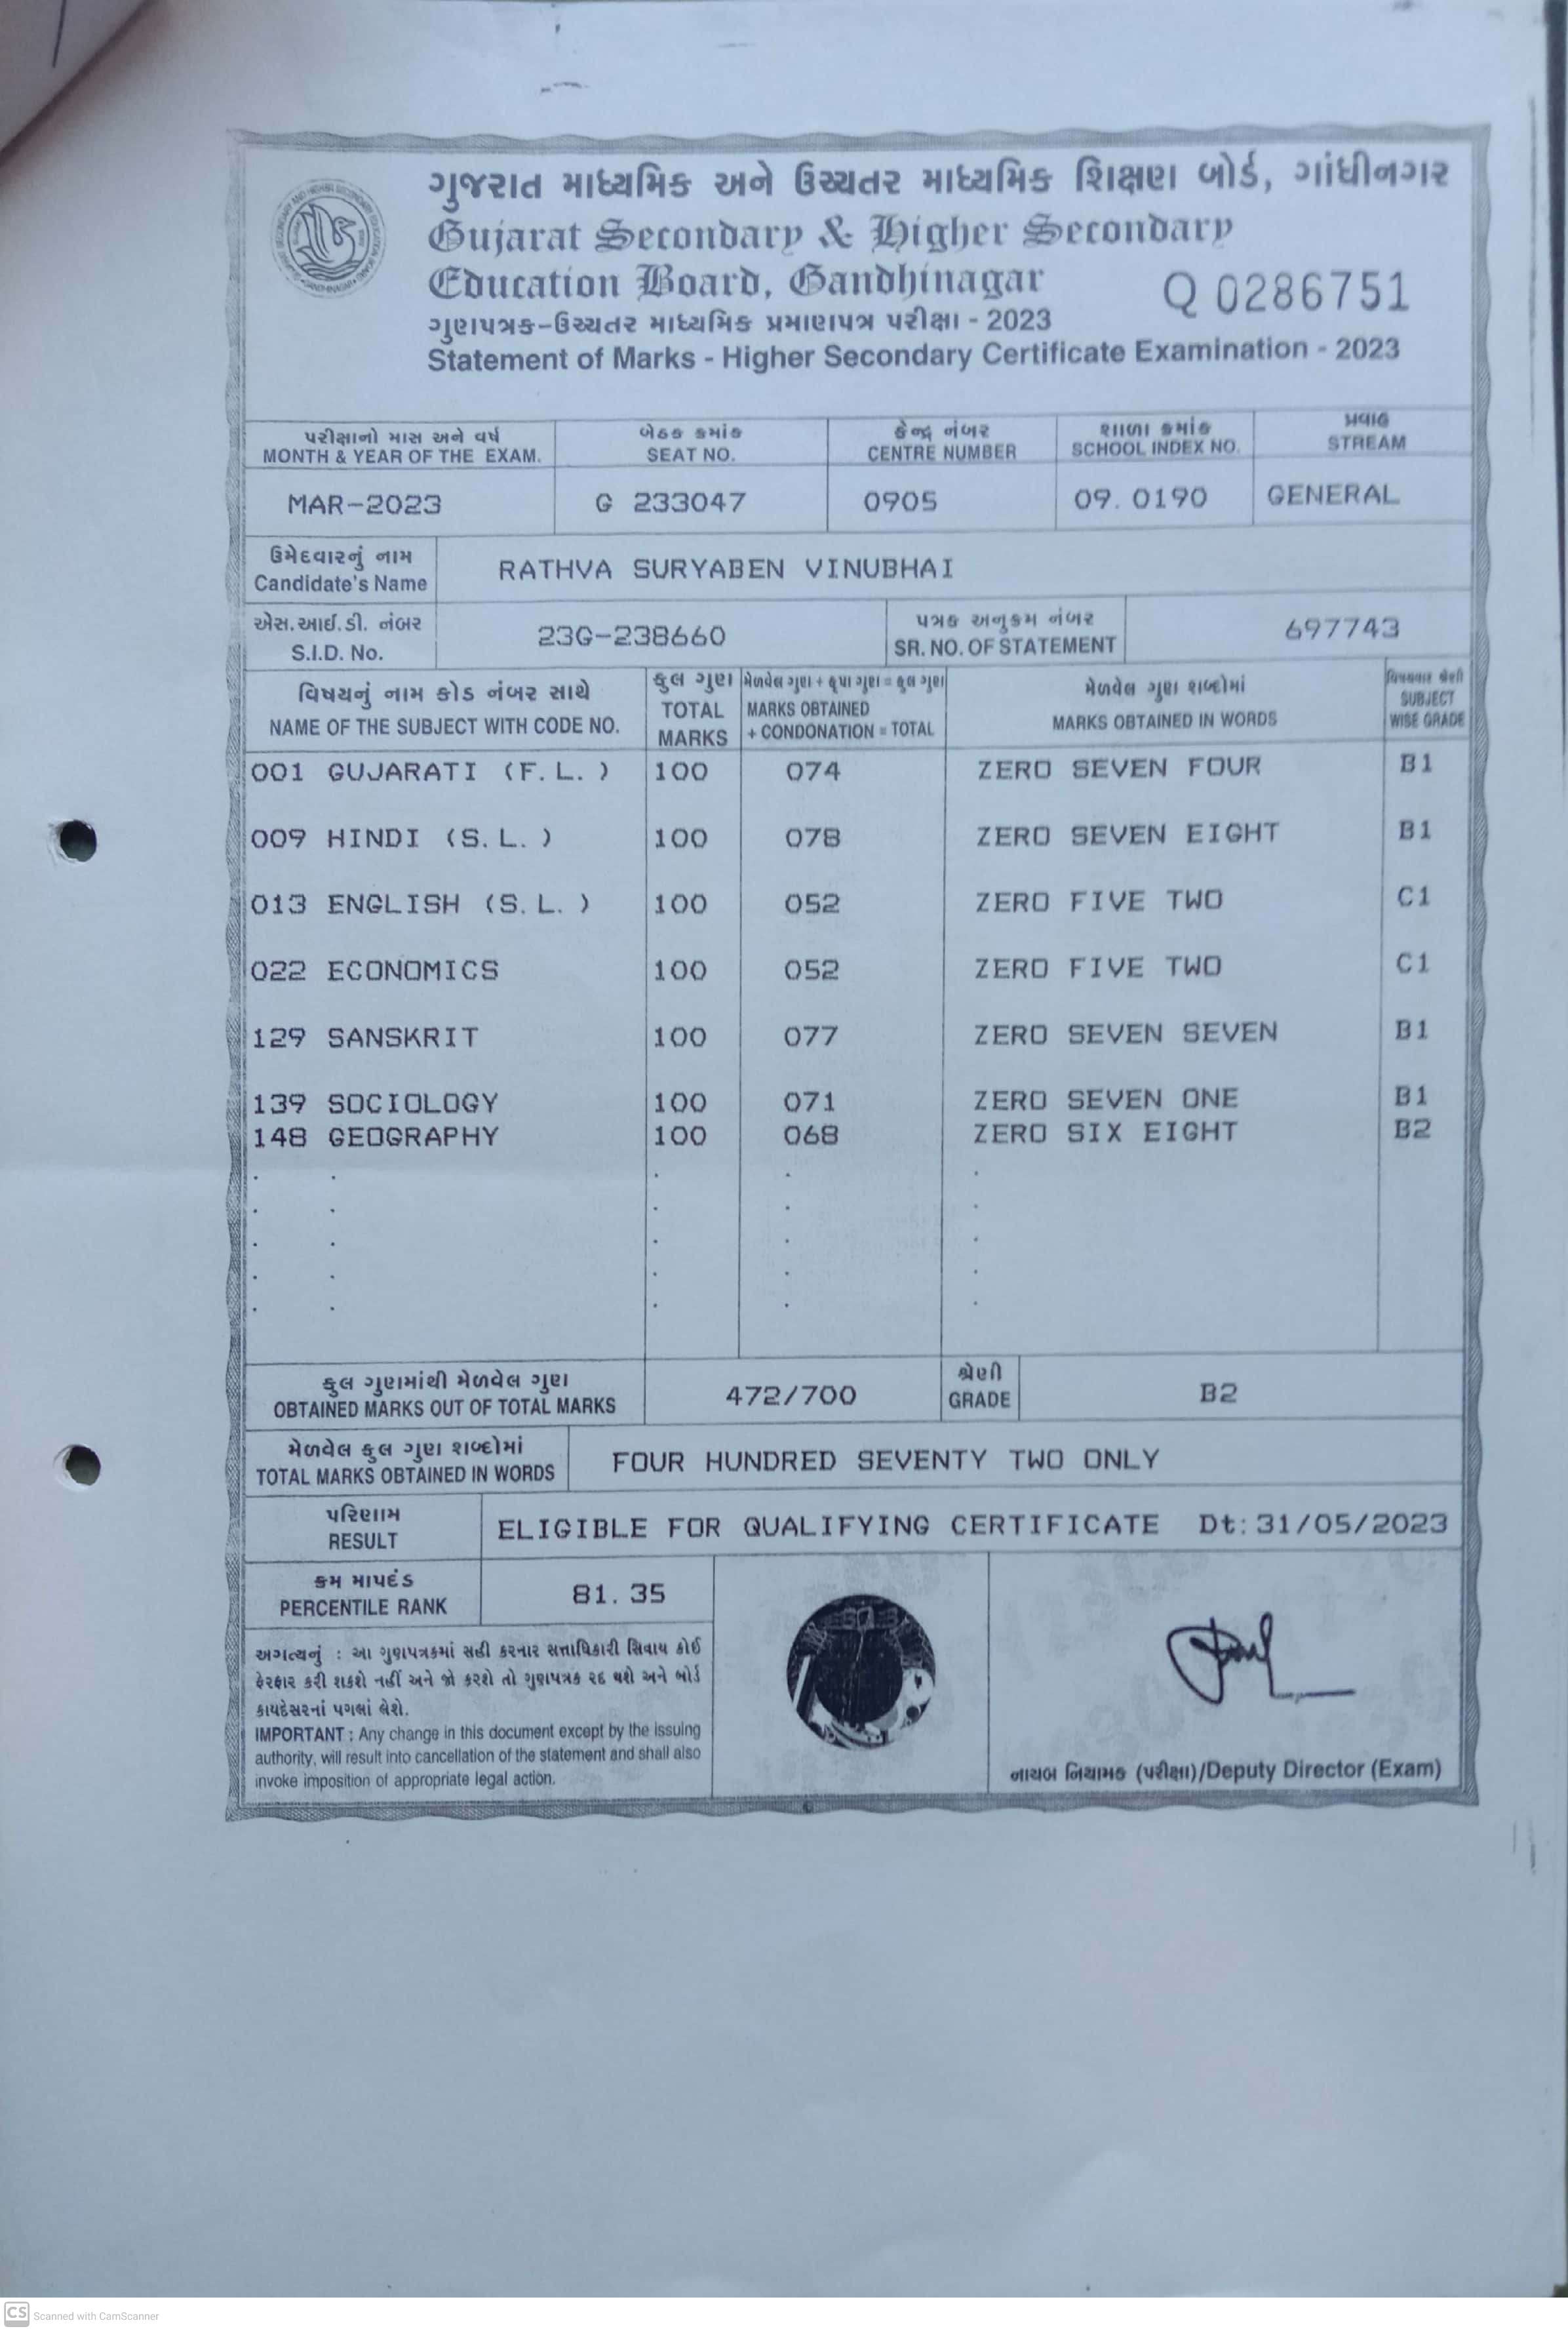 ગુજરાત માધ્યમિક અને ઉચ્ચતર માધ્યમિક શિક્ષણ બોર્ડ, ગાંધીનગર
Gujarat Secondary & Higher Secondary
Education Board, Gandhinagar
Q 0286751
ગુણપત્રક-ઉચ્ચતર માધ્યમિક પ્રમાણપત્ર પરીક્ષા - 2023
Statement of Marks - Higher Secondary Certificate Examination - 2023
પરીક્ષાનો માસ અને વર્ષ બેઠક ક્રમાંક કેન્દ્ર નંબર શાળા ક્રમાંક પ્રવાહ
MONTH & YEAR OF THE EXAM. SEAT NO. CENTRE NUMBER SCHOOL INDEX NO. STREAM
MAR-2023 G 233047 0905 09. 0190 GENERAL
ઉમેદવારનું નામ
Candidate's Name
RATHVA SURYABEN VINUBHAI
એસ.આઈ.ડી. નંબર
S.I.D. No.
23G-238660
પત્રક અનુક્રમ નંબર
SR. NO. OF STATEMENT
697743
વિષયનું નામ કોડ નંબર સાથે
NAME OF THE SUBJECT WITH CODE NO.
કુલ ગુણ
TOTAL
MARKS
મેળવેલ ગુણ + કૃપા ગુણ = કુલ ગુણ
MARKS OBTAINED
+ CONDONATION = TOTAL
મેળવેલ ગુણ શબ્દોમાં
MARKS OBTAINED IN WORDS
વિષયવાર શ્રેણી
SUBJECT
WISE GRADE
001 GUJARATI (F. L. ) 100 074 ZERO SEVEN FOUR B1
009 HINDI (S. L. ) 100 078 ZERO SEVEN EIGHT B1
013 ENGLISH (S. L. ) 100 052 ZERO FIVE TWO C1
022 ECONOMICS 100 052 ZERO FIVE TWO C1
129 SANSKRIT 100 077 ZERO SEVEN SEVEN B1
139 SOCIOLOGY 100 071 ZERO SEVEN ONE B1
148 GEOGRAPHY 100 068 ZERO SIX EIGHT B2
કુલ ગુણમાંથી મેળવેલ ગુણ
OBTAINED MARKS OUT OF TOTAL MARKS
472/700
શ્રેણી
GRADE
B2
મેળવેલ કુલ ગુણ શબ્દોમાં
TOTAL MARKS OBTAINED IN WORDS
FOUR HUNDRED SEVENTY TWO ONLY
પરિણામ
RESULT
ELIGIBLE FOR QUALIFYING CERTIFICATE Dt: 31/05/2023
ક્રમ માપદંડ
PERCENTILE RANK
81. 35
અગત્યનું : આ ગુણપત્રકમાં સહી કરનાર સત્તાધિકારી સિવાય કોઈ
ફેરફાર કરી શકશે નહીં અને જો કરશે તો ગુણપત્રક રદ થશે અને બોર્ડ
કાયદેસરનાં પગલાં લેશે.
IMPORTANT : Any change in this document except by the issuing
authority, will result into cancellation of the statement and shall also
invoke imposition of appropriate legal action.
નાયબ નિયામક (પરીક્ષા)/Deputy Director (Exam)
CS Scanned with CamScanner